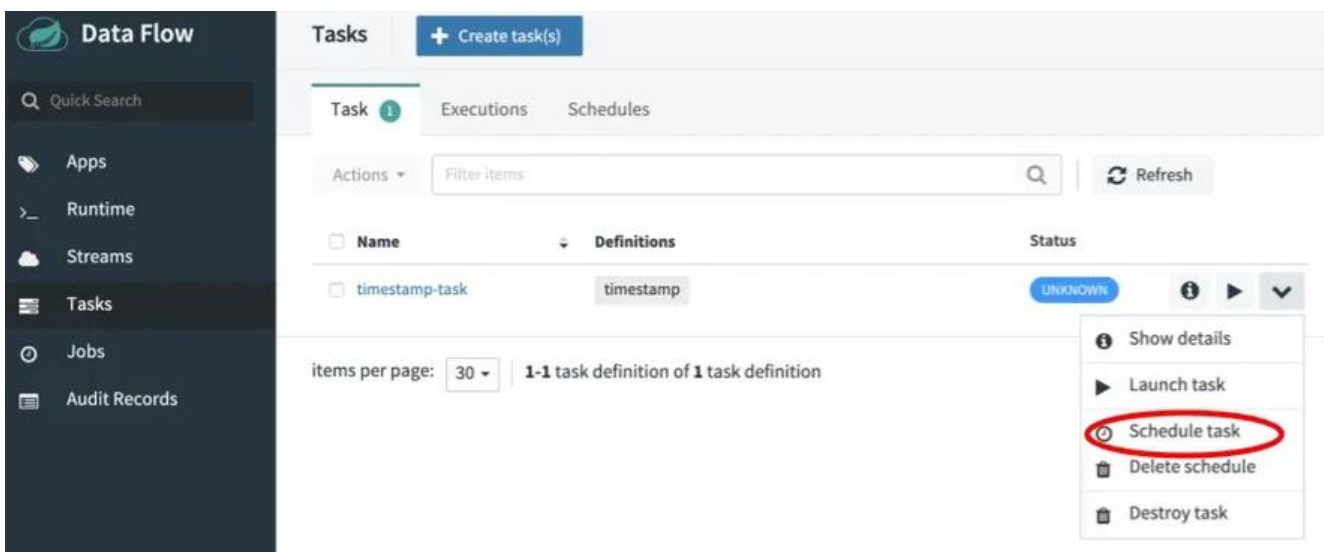 Data Flow
Quick Search
Apps
Runtime
Streams
Tasks
Jobs
Audit Records
Tasks
Create task(s)
Task 1 Executions Schedules
Actions Filter items Refresh
Name Definitions Status
timestamp-task timestamp UNKNOWN
Show details
Launch task
Schedule task
Delete schedule
Destroy task
items per page: 30 1-1 task definition of 1 task definition